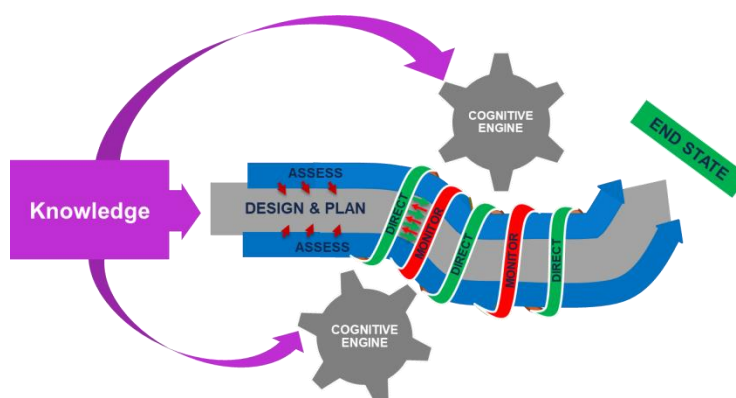 COGNITIVE
ENGINE
END STATE
ASSESS
Knowledge
DESIGN & PLAN
DIRECT
MONITOR
DIRECT
MONITOR
DIRECT
ASSESS
COGNITIVE
ENGINE